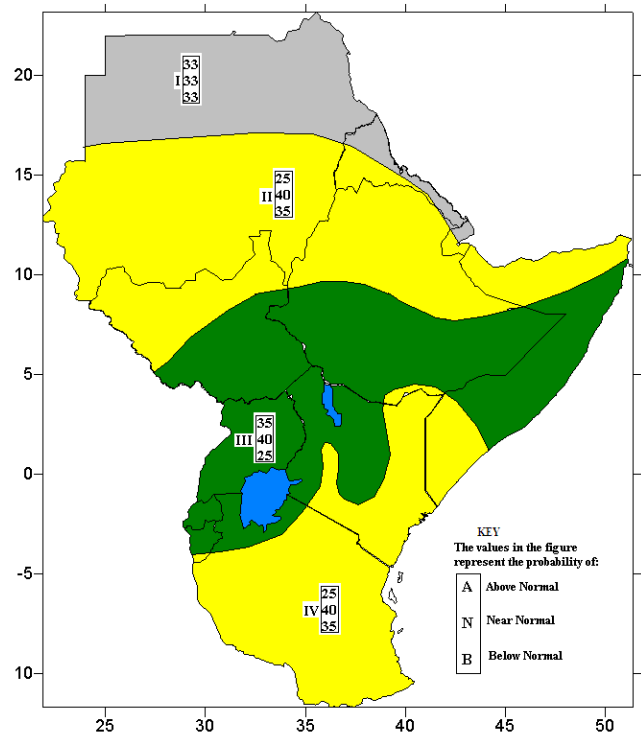 20
33
I 33
33
15
25
II 40
35
10
5
35
III 40
25
0
KEY
The values in the figure
represent the probability of:
A Above Normal
N Near Normal
B Below Normal
-5
25
IV 40
35
10
25 30 35 40 45 50